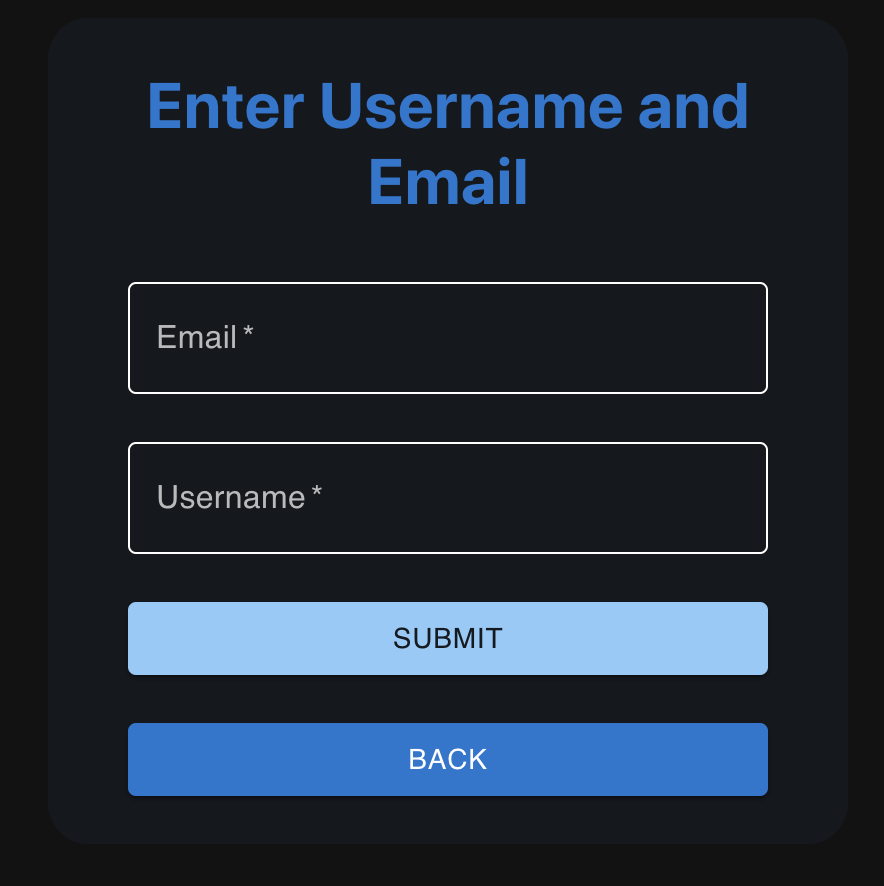 Enter Username and
Email
Email *
Username *
SUBMIT
BACK